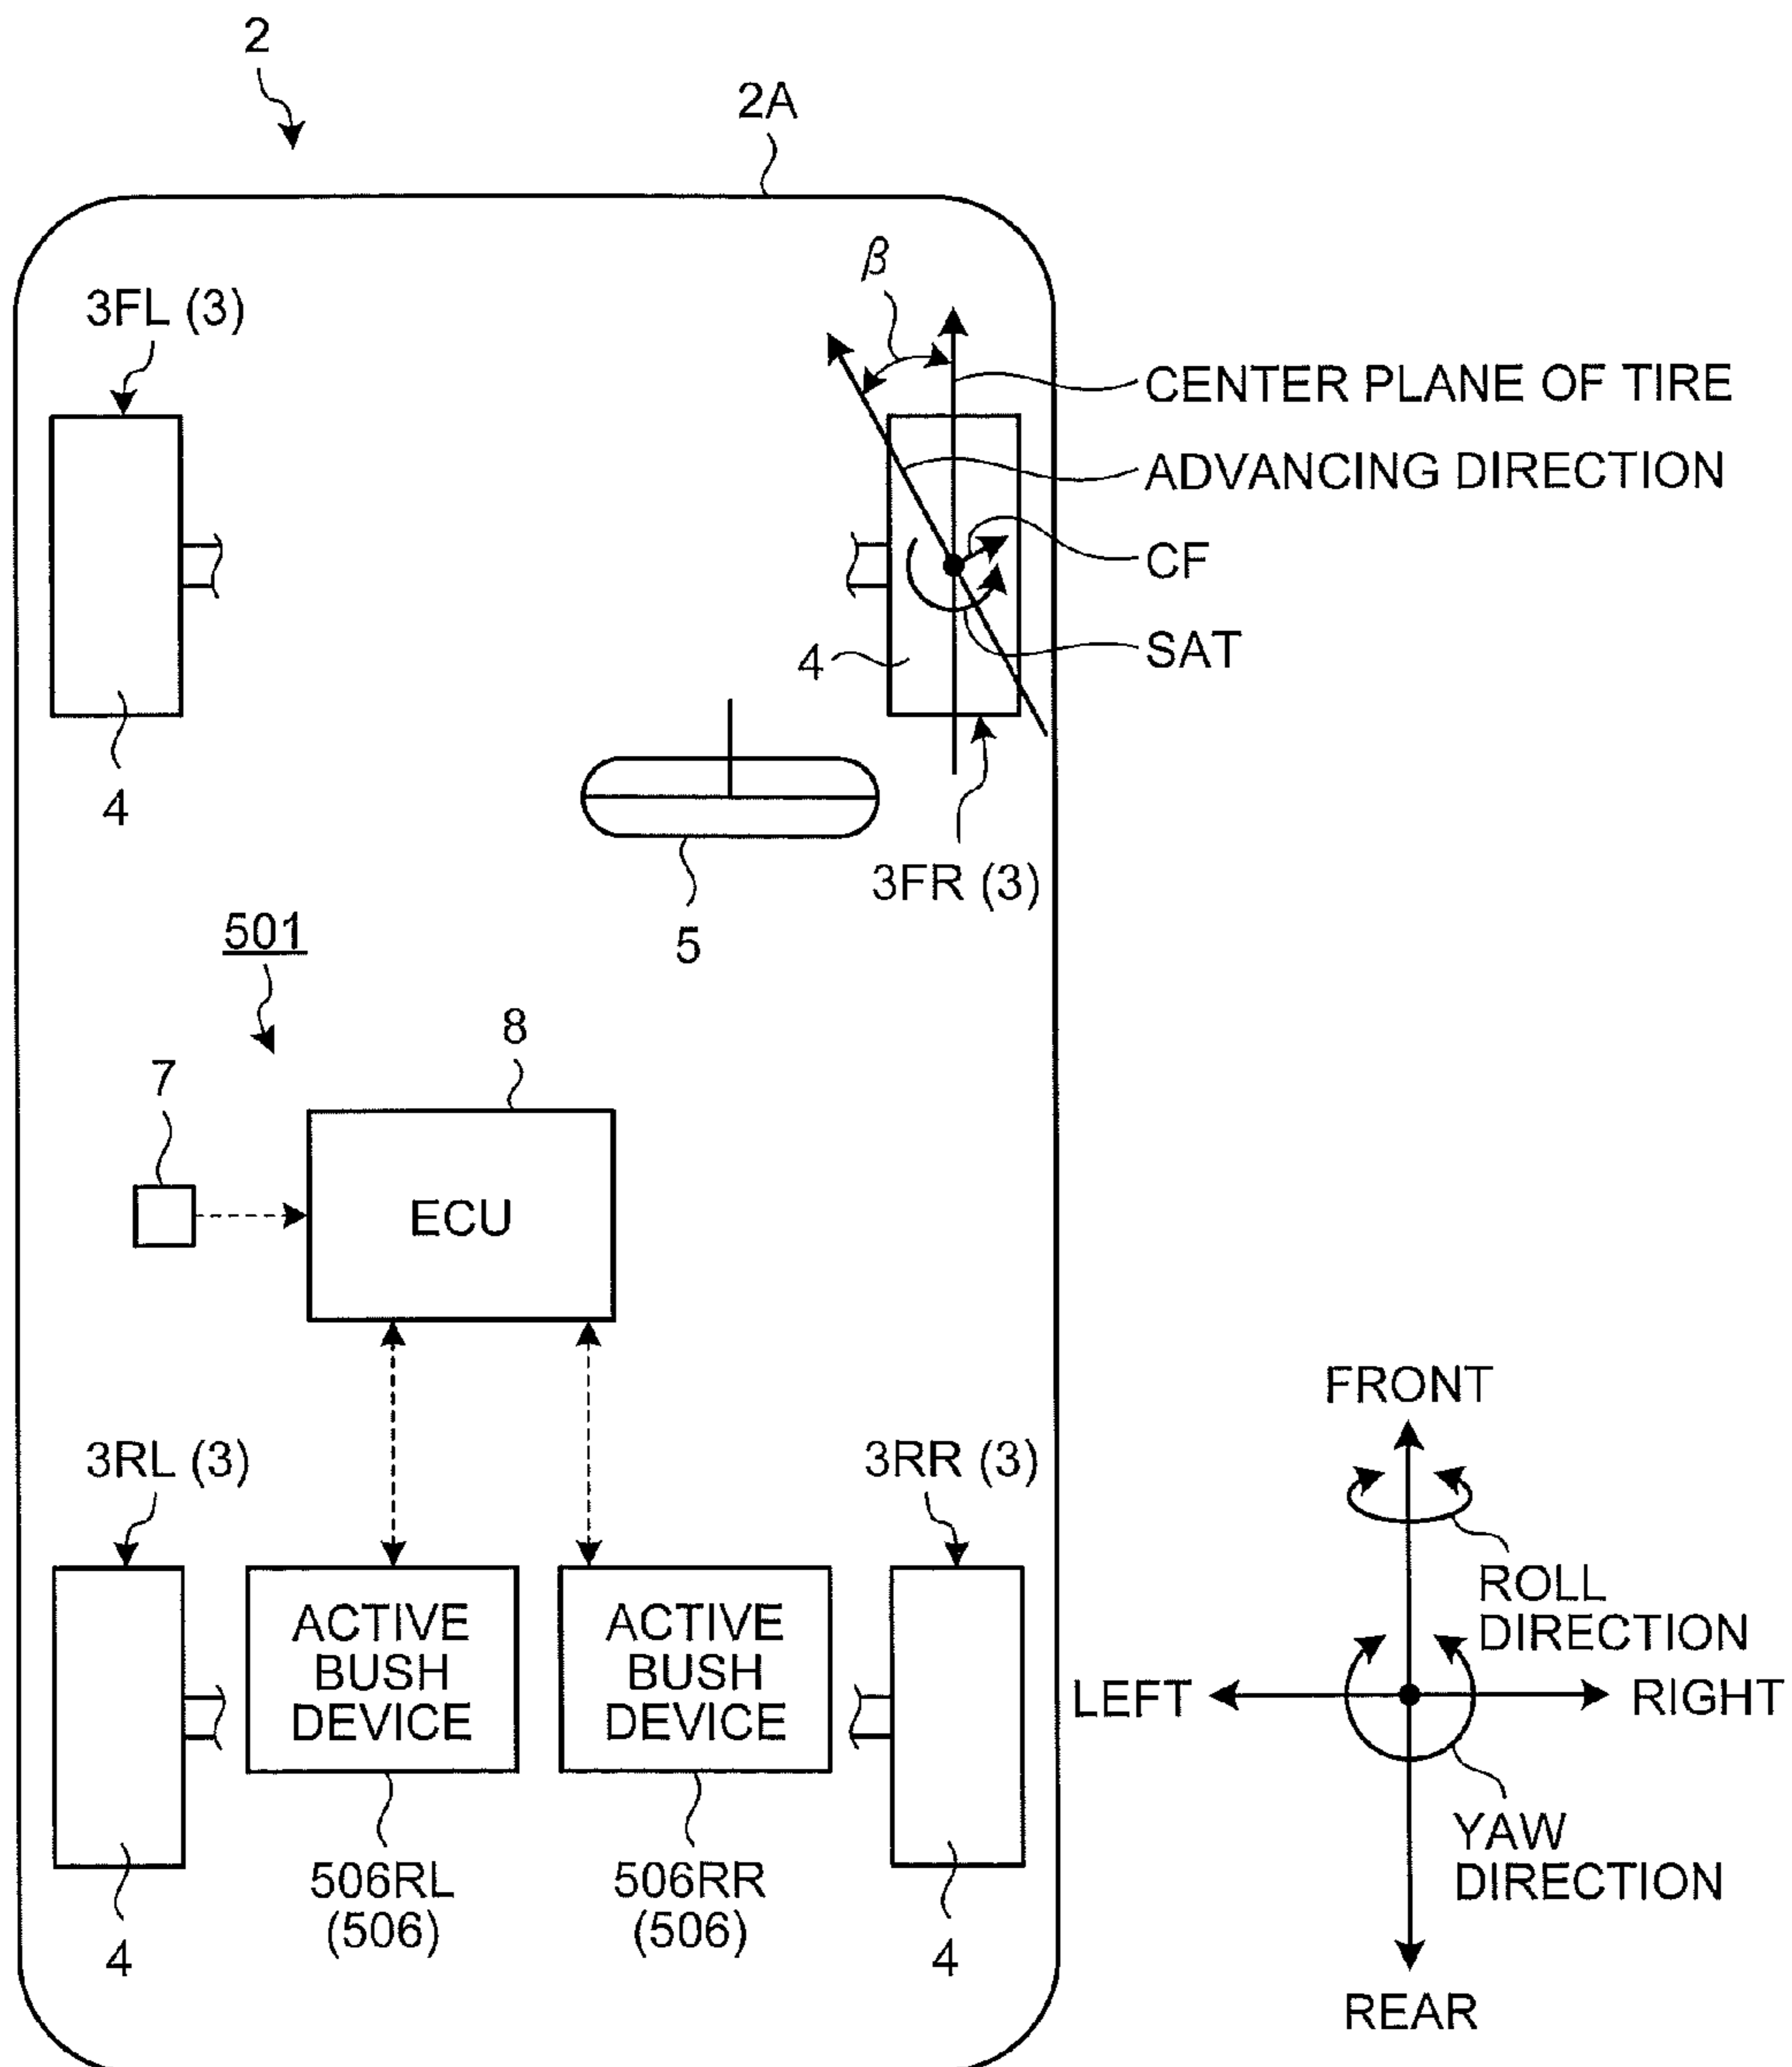 2
2A
β
3FL (3)
CENTER PLANE OF TIRE
ADVANCING DIRECTION
CF
SAT
4
4
3FR (3)
5
501
8
7
ECU
FRONT
3RL (3)
3RR (3)
ROLL
DIRECTION
ACTIVE
BUSH
DEVICE
ACTIVE
BUSH
DEVICE
LEFT
RIGHT
YAW
DIRECTION
506RL
(506)
506RR
(506)
4
4
REAR